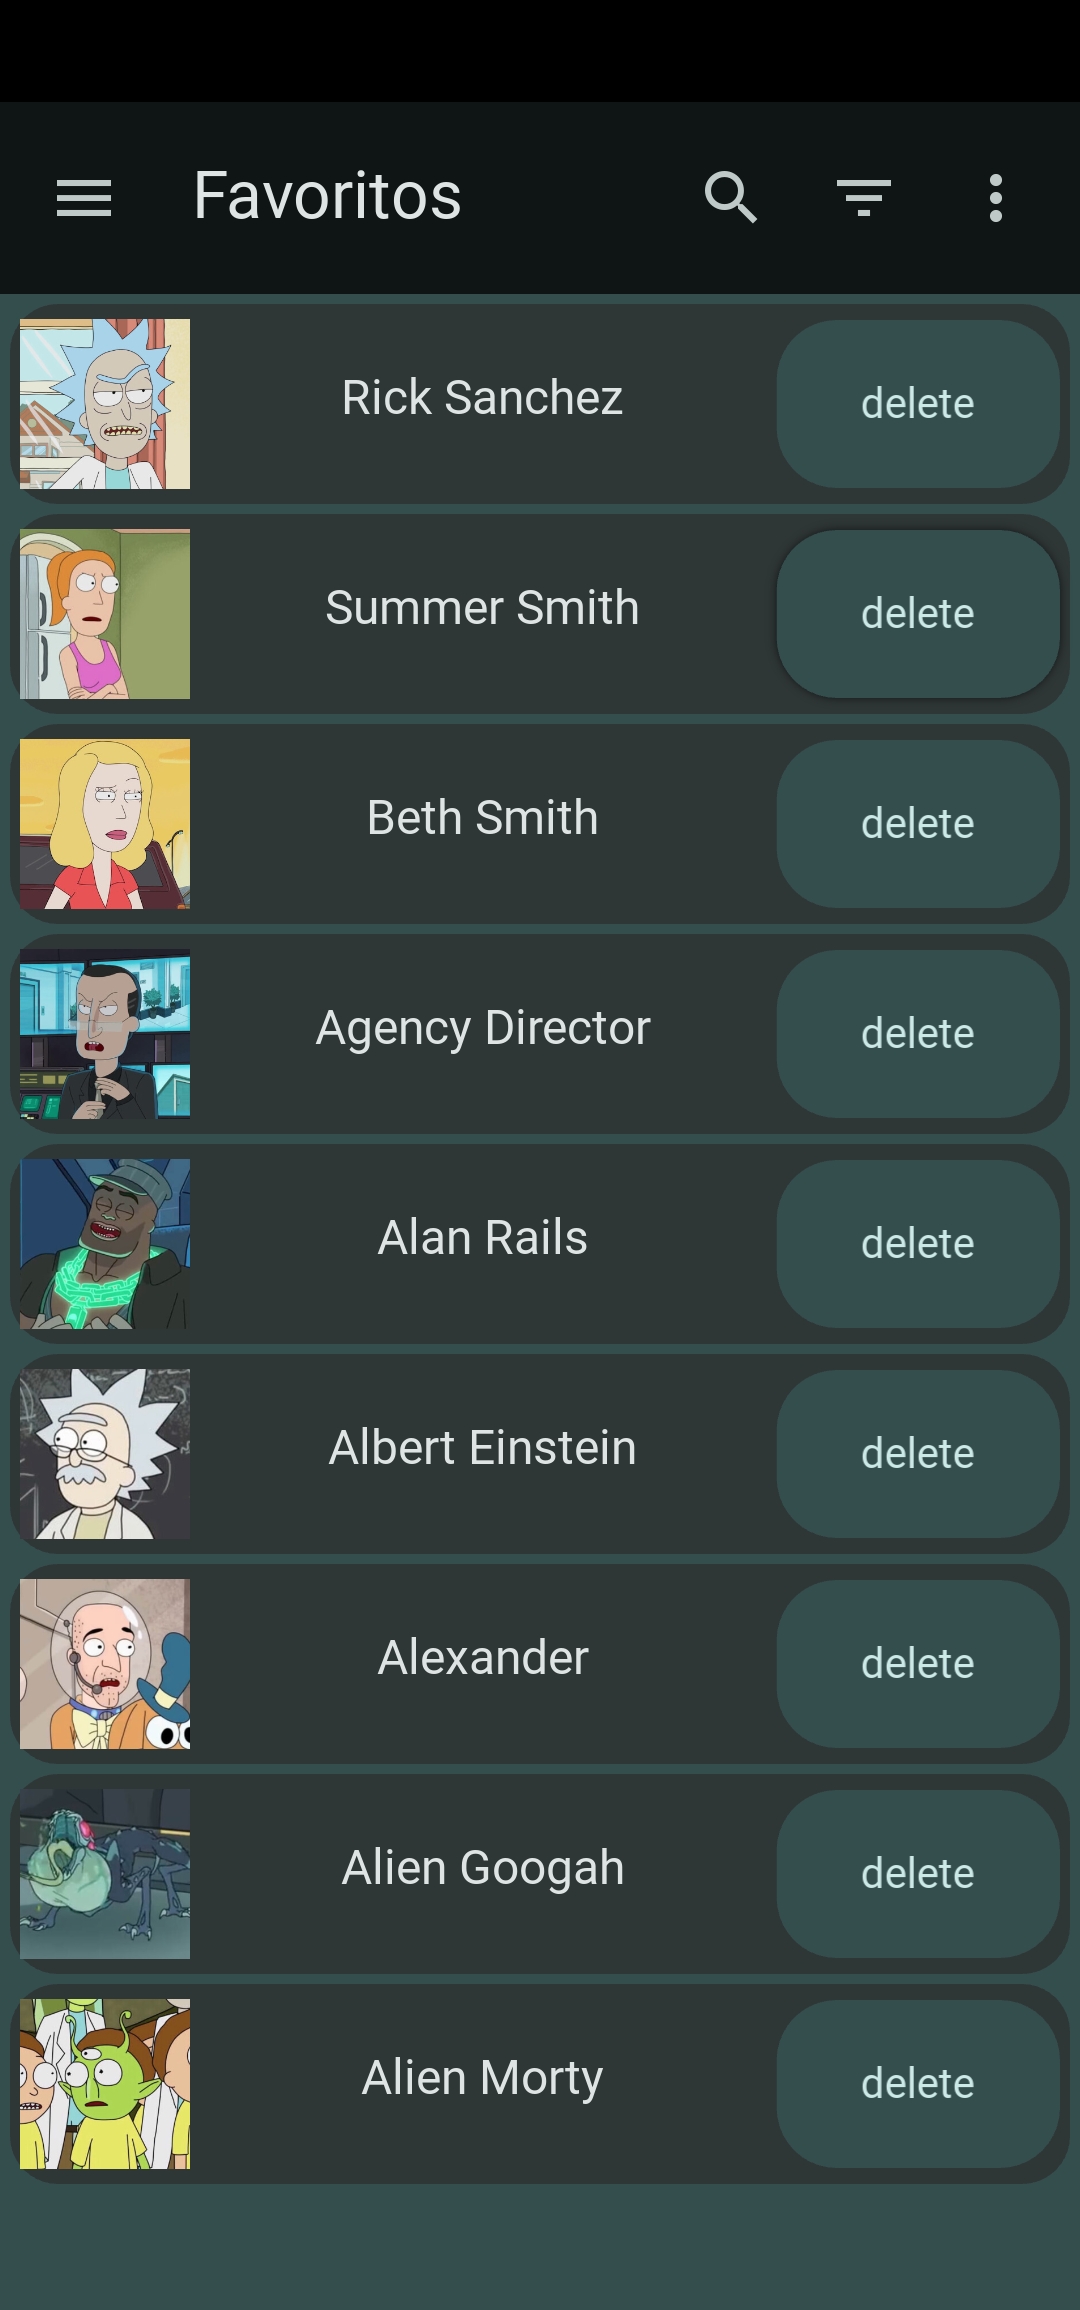 Favoritos
Rick Sanchez
delete
Summer Smith
delete
Beth Smith
delete
Agency Director
delete
Alan Rails
delete
Albert Einstein
delete
Alexander
delete
Alien Googah
delete
Alien Morty
delete